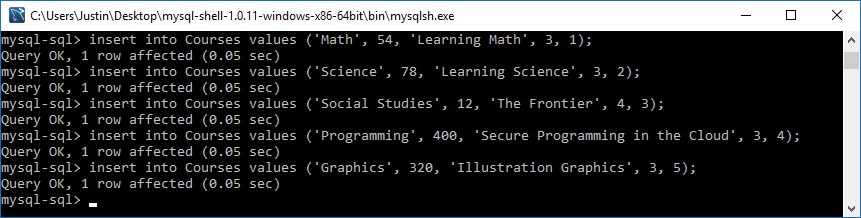 C:\Users\Justin\Desktop\mysql-shell-1.0.11-windows-x86-64bit\bin\mysqlsh.exe
mysql-sql> insert into Courses values ('Math', 54, 'Learning Math', 3, 1);
Query OK, 1 row affected (0.05 sec)
mysql-sql> insert into Courses values ('Science', 78, 'Learning Science', 3, 2);
Query OK, 1 row affected (0.05 sec)
mysql-sql> insert into Courses values ('Social Studies', 12, 'The Frontier', 4, 3);
Query OK, 1 row affected (0.05 sec)
mysql-sql> insert into Courses values ('Programming', 400, 'Secure Programming in the Cloud', 3, 4);
Query OK, 1 row affected (0.05 sec)
mysql-sql> insert into Courses values ('Graphics', 320, 'Illustration Graphics', 3, 5);
Query OK, 1 row affected (0.05 sec)
mysql-sql> _